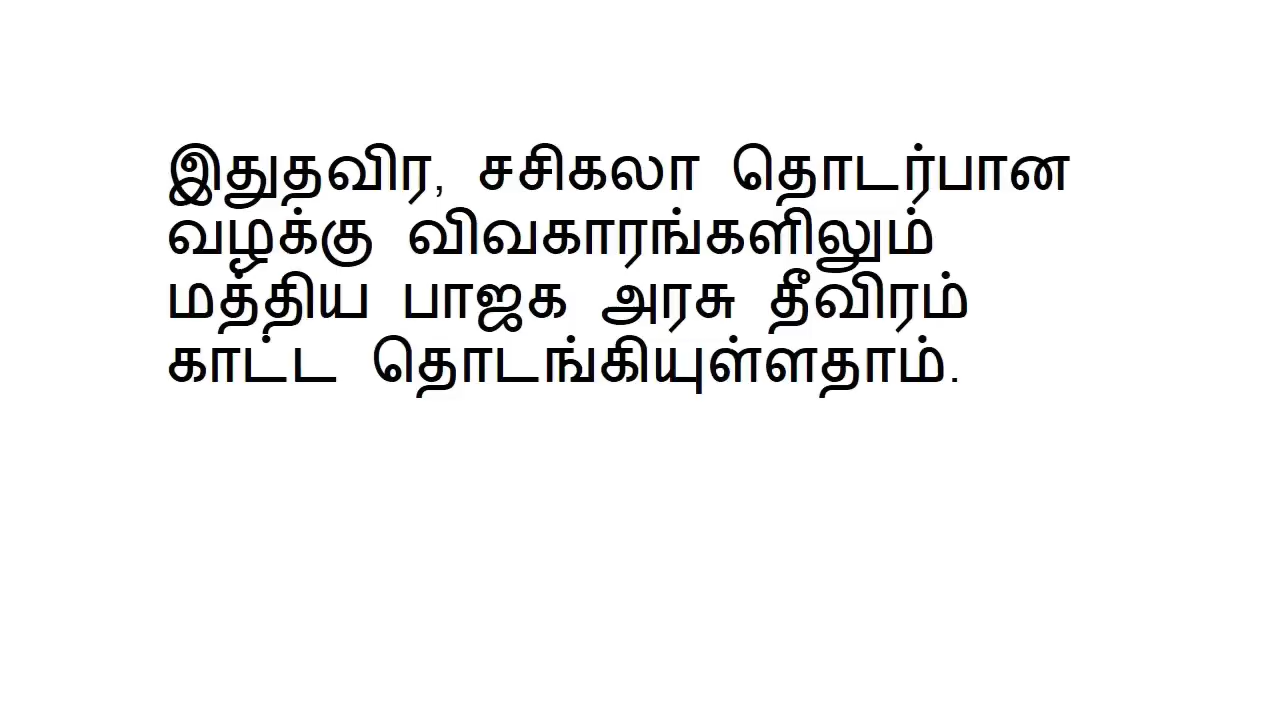 இதுதவிர, சசிகலா தொடர்பான
வழக்கு விவகாரங்களிலும்
மத்திய பாஜக அரசு தீவிரம்
காட்ட தொடங்கியுள்ளதாம்.